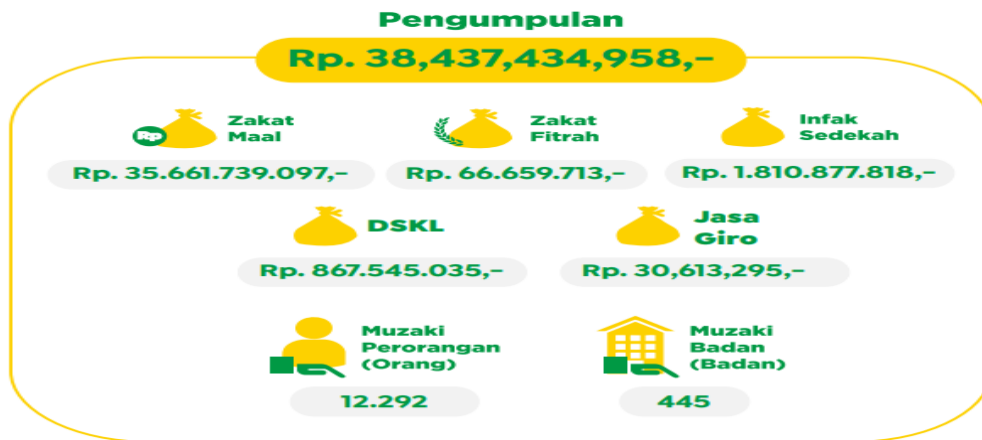 Pengumpulan
Rp. 38,437,434,958,-
Zakat
Maal
Rp
Rp. 35.661.739.097,-
Zakat
Fitrah
Rp. 66.659.713,-
Infak
Sedekah
Rp. 1.810.877.818,-
DSKL
Rp. 867.545.035,-
Jasa
Giro
Rp. 30,613,295,-
Muzaki
Perorangan
(Orang)
12.292
Muzaki
Badan
(Badan)
445